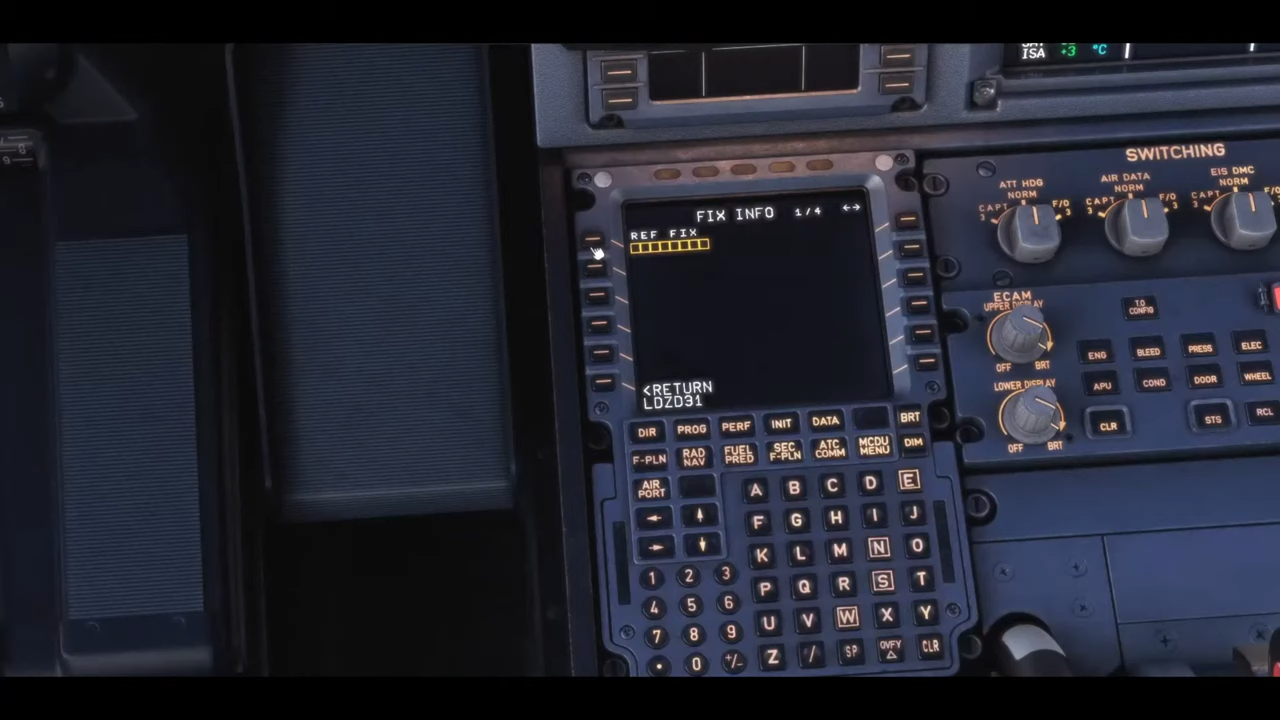 ISA +3 °C
SWITCHING
ATT HDG
NORM
CAPT 3
F/O 3
AIR DATA
NORM
CAPT 3
F/O 3
EIS DMC
NORM
CAPT 3
FIX INFO 1/4 ←→
REF FIX
<RETURN
LDZD31
ECAM
UPPER DISPLAY
OFF BRT
T.O CONFIG
LOWER DISPLAY
OFF BRT
ENG BLEED PRESS ELEC
APU COND DOOR WHEEL
CLR STS RCL
DIR PROG PERF INIT DATA BRT
F-PLN RAD NAV FUEL PRED SEC F-PLN ATC COMM MCDU MENU DIM
AIR PORT
A B C D E
← ↑ F G H I J
→ ↓ K L M N O
1 2 3 P Q R S T
4 5 6 U V W X Y
7 8 9 Z / SP OVFY △ CLR
. 0 +/-